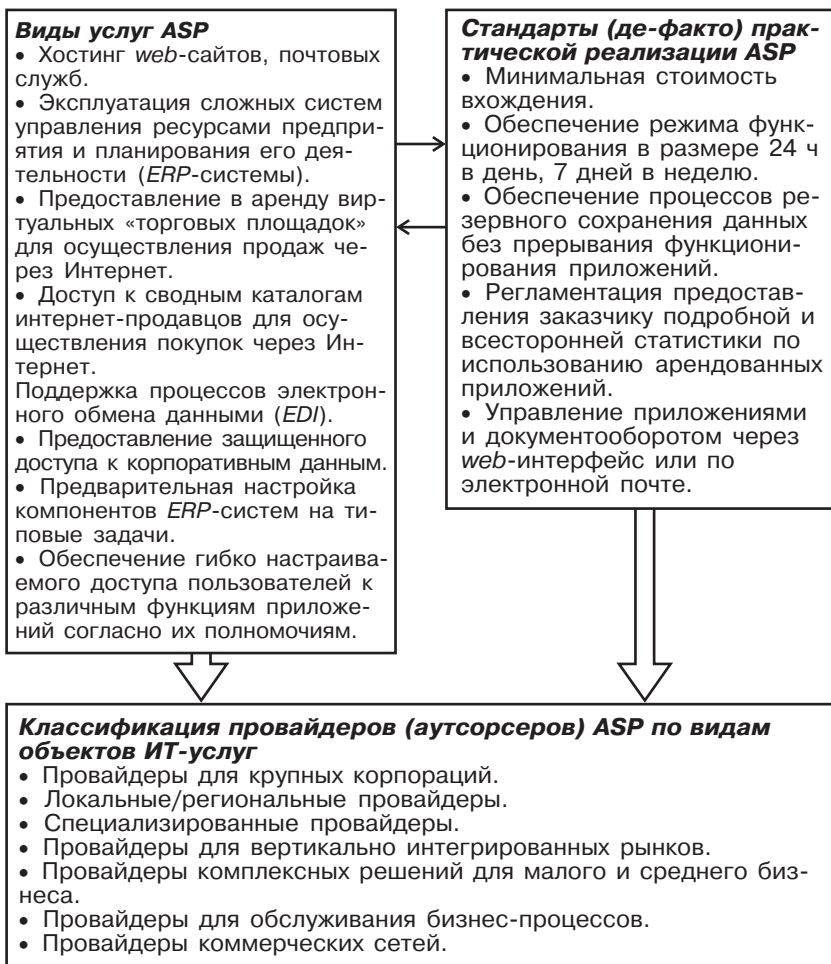 Виды услуг ASP
• Хостинг web-сайтов, почтовых
служб.
• Эксплуатация сложных систем
управления ресурсами предпри-
ятия и планирования его дея-
тельности (ERP-системы).
• Предоставление в аренду вир-
туальных «торговых площадок»
для осуществления продаж че-
рез Интернет.
• Доступ к сводным каталогам
интернет-продавцов для осу-
ществления покупок через Ин-
тернет.
Поддержка процессов электрон-
ного обмена данными (EDI).
• Предоставление защищенного
доступа к корпоративным данным.
• Предварительная настройка
компонентов ERP-систем на ти-
повые задачи.
• Обеспечение гибко настраива-
емого доступа пользователей к
различным функциям приложе-
ний согласно их полномочиям.
Стандарты (де-факто) прак-
тической реализации ASP
• Минимальная стоимость
вхождения.
• Обеспечение режима функ-
ционирования в размере 24 ч
в день, 7 дней в неделю.
• Обеспечение процессов ре-
зервного сохранения данных
без прерывания функциони-
рования приложений.
• Регламентация предостав-
ления заказчику подробной и
всесторонней статистики по
использованию арендованных
приложений.
• Управление приложениями
и документооборотом через
web-интерфейс или по
электронной почте.
Классификация провайдеров (аутсорсеров) ASP по видам
объектов ИТ-услуг
• Провайдеры для крупных корпораций.
• Локальные/региональные провайдеры.
• Специализированные провайдеры.
• Провайдеры для вертикально интегрированных рынков.
• Провайдеры комплексных решений для малого и среднего биз-
неса.
• Провайдеры для обслуживания бизнес-процессов.
• Провайдеры коммерческих сетей.